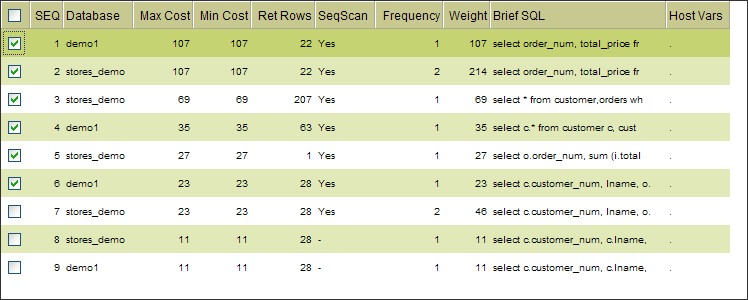 SEQ Database Max Cost Min Cost Ret Rows SeqScan Frequency Weight Brief SQL Host Vars
1 demo1 107 107 22 Yes 1 107 select order_num, total_price fr .
2 stores_demo 107 107 22 Yes 2 214 select order_num, total_price fr .
3 stores_demo 69 69 207 Yes 1 69 select * from customer,orders wh .
4 demo1 35 35 63 Yes 1 35 select c.* from customer c, cust .
5 stores_demo 27 27 1 Yes 1 27 select o.order_num, sum (i.total .
6 demo1 23 23 28 Yes 1 23 select c.customer_num, lname, o. .
7 stores_demo 23 23 28 Yes 2 46 select c.customer_num, lname, o. .
8 stores_demo 11 11 28 - 1 11 select c.customer_num, c.lname, .
9 demo1 11 11 28 - 1 11 select c.customer_num, c.lname, .